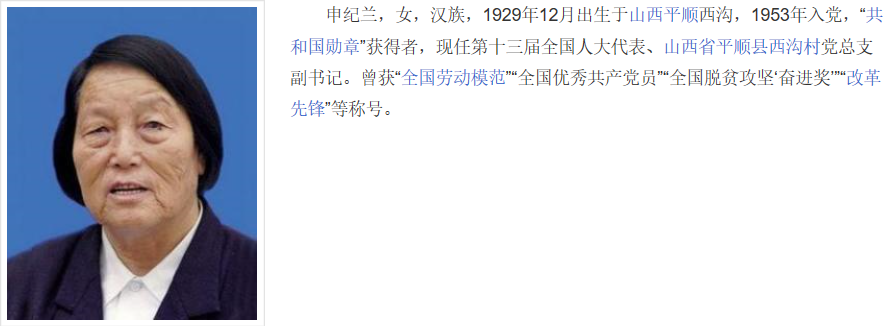 申纪兰，女，汉族，1929年12月出生于山西平顺西沟，1953年入党，“共
和国勋章”获得者，现任第十三届全国人大代表、山西省平顺县西沟村党总支
副书记。曾获“全国劳动模范”“全国优秀共产党员”“全国脱贫攻坚‘奋进奖’”“改革
先锋”等称号。